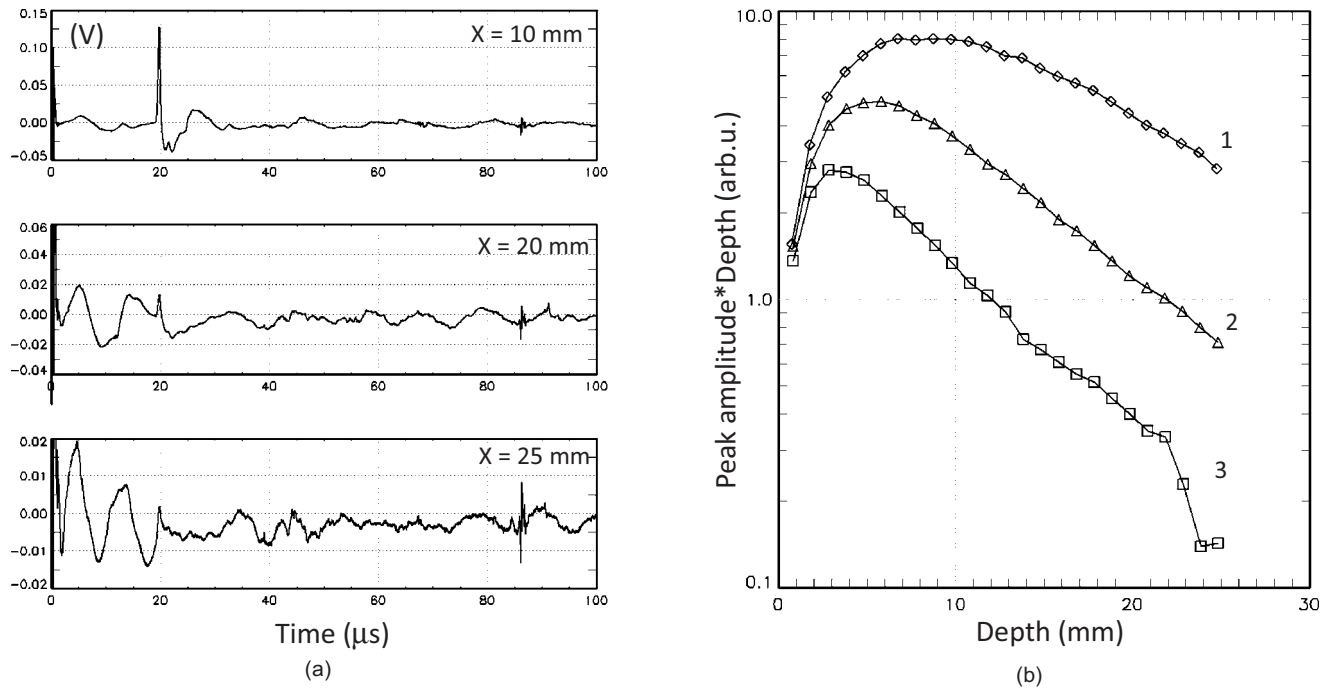 (V)
X = 10 mm
0.15
0.10
0.05
0.00
−0.05
0 20 40 60 80 100
X = 20 mm
0.06
0.04
0.02
0.00
−0.02
−0.04
0 20 40 60 80 100
X = 25 mm
0.02
0.01
0.00
−0.01
−0.02
0 20 40 60 80 100
Time (μs)
(a)
Peak amplitude*Depth (arb.u.)
10.0
1.0
0.1
1
2
3
0 10 20 30
Depth (mm)
(b)